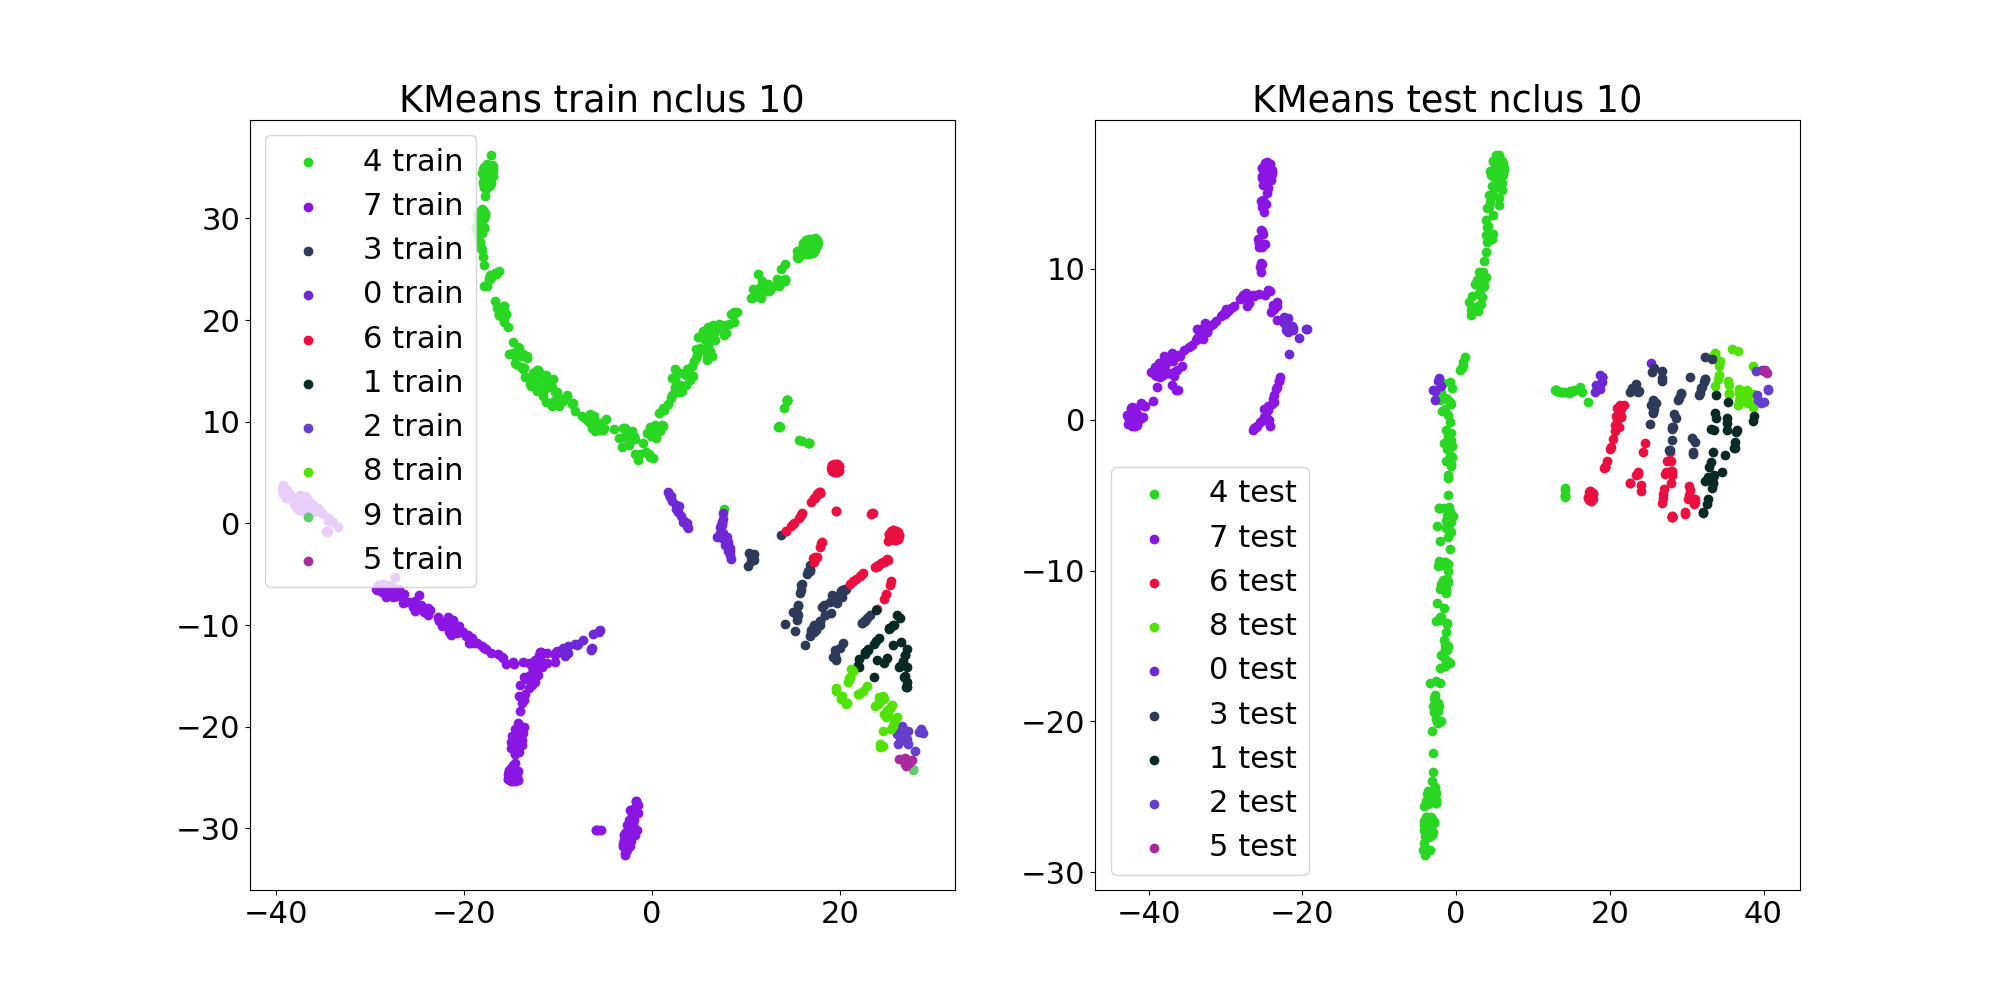 KMeans train nclus 10
4 train
7 train
3 train
0 train
6 train
1 train
2 train
8 train
9 train
5 train
30
20
10
0
−10
−20
−30
−40
−20
0
20
KMeans test nclus 10
10
0
−10
−20
−30
4 test
7 test
6 test
8 test
0 test
3 test
1 test
2 test
5 test
−40
−20
0
20
40